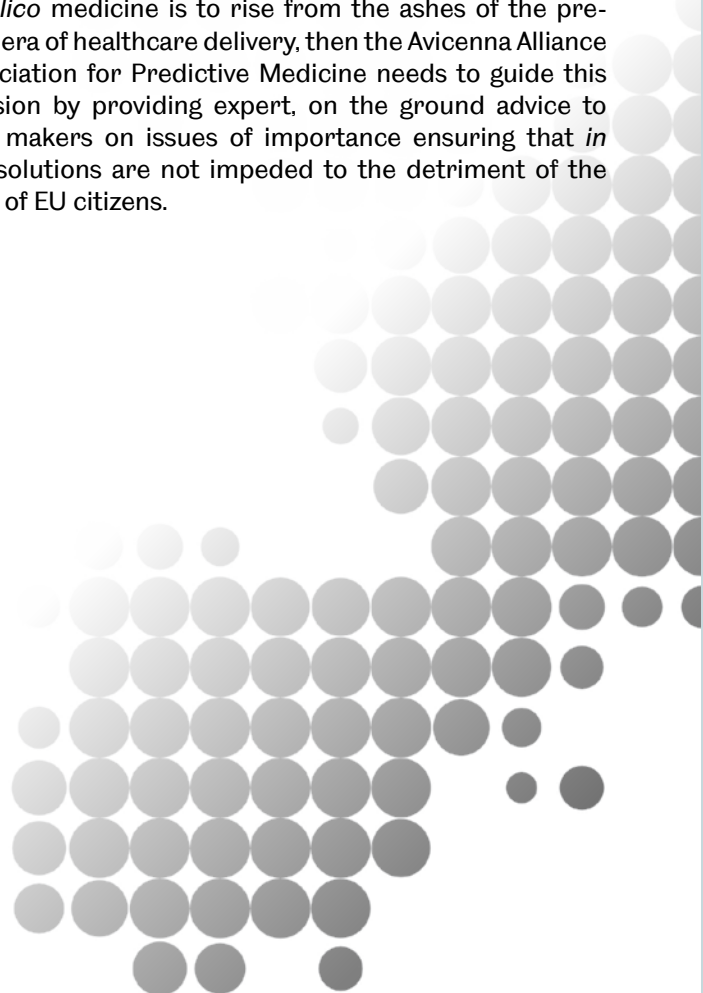 lico medicine is to rise from the ashes of the pre-
era of healthcare delivery, then the Avicenna Alliance
ciation for Predictive Medicine needs to guide this
sion by providing expert, on the ground advice to
makers on issues of importance ensuring that in
solutions are not impeded to the detriment of the
of EU citizens.